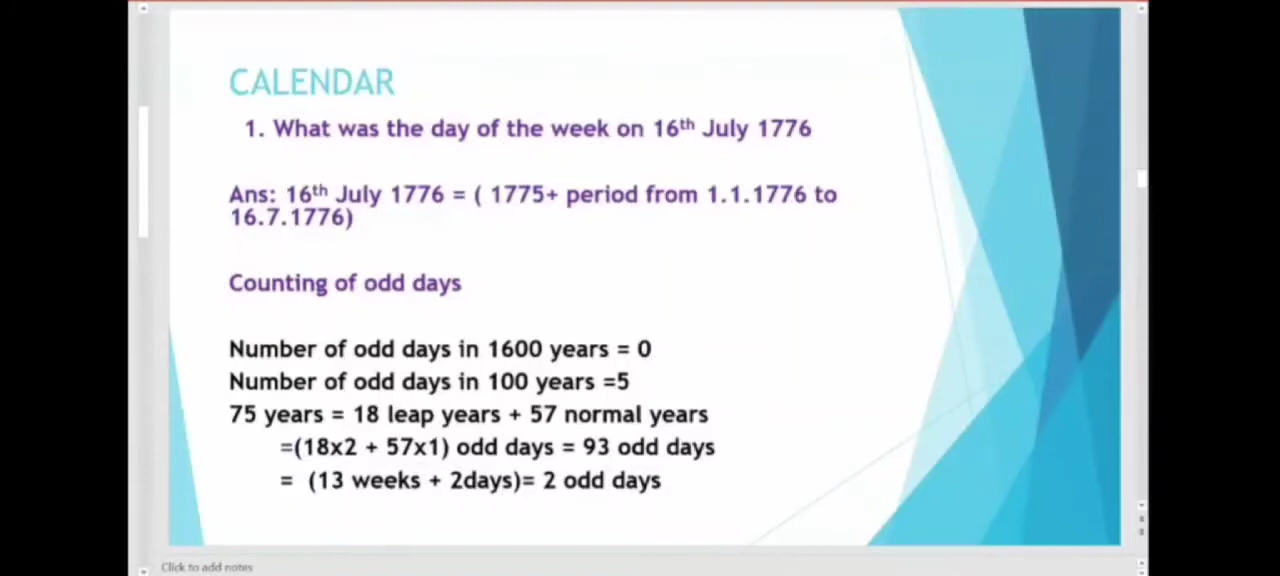 CALENDAR
1. What was the day of the week on 16th July 1776
Ans: 16th July 1776 = ( 1775+ period from 1.1.1776 to
16.7.1776)
Counting of odd days
Number of odd days in 1600 years = 0
Number of odd days in 100 years =5
75 years = 18 leap years + 57 normal years
=(18x2 + 57x1) odd days = 93 odd days
= (13 weeks + 2days)= 2 odd days
Click to add notes